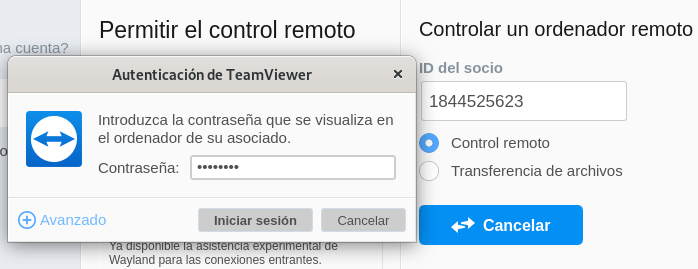 Permitir el control remoto
Controlar un ordenador remoto
na cuenta?
Autenticación de TeamViewer
ID del socio
1844525623
Introduzca la contraseña que se visualiza en
el ordenador de su asociado.
Contraseña: ••••••••
Control remoto
Transferencia de archivos
Avanzado
Iniciar sesión
Cancelar
Cancelar
Ya disponible la asistencia experimental de
Wayland para las conexiones entrantes.